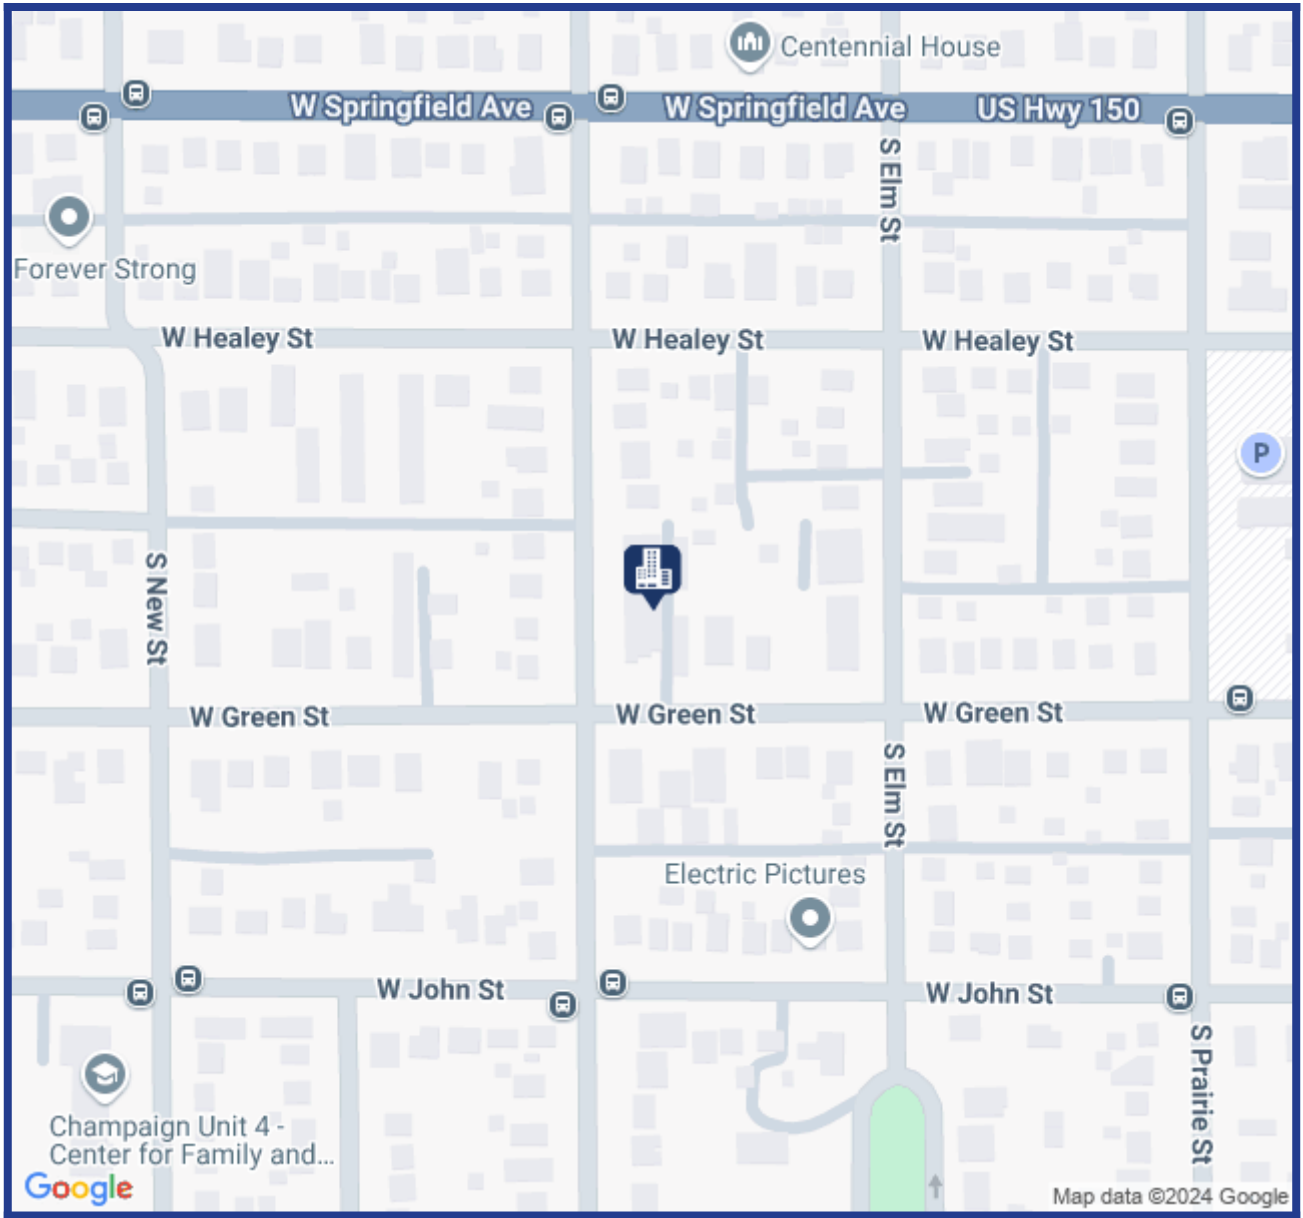 Centennial House
W Springfield Ave
W Springfield Ave
US Hwy 150
S Elm St
Forever Strong
W Healey St
W Healey St
W Healey St
P
S New St
W Green St
W Green St
W Green St
S Elm St
Electric Pictures
W John St
W John St
S Prairie St
Champaign Unit 4 -
Center for Family and...
Google
Map data ©2024 Google